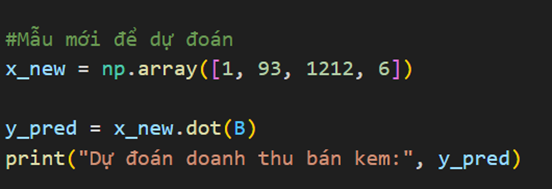 #Mẫu mới để dự đoán
x_new = np.array([1, 93, 1212, 6])
y_pred = x_new.dot(B)
print("Dự đoán doanh thu bán kem:", y_pred)